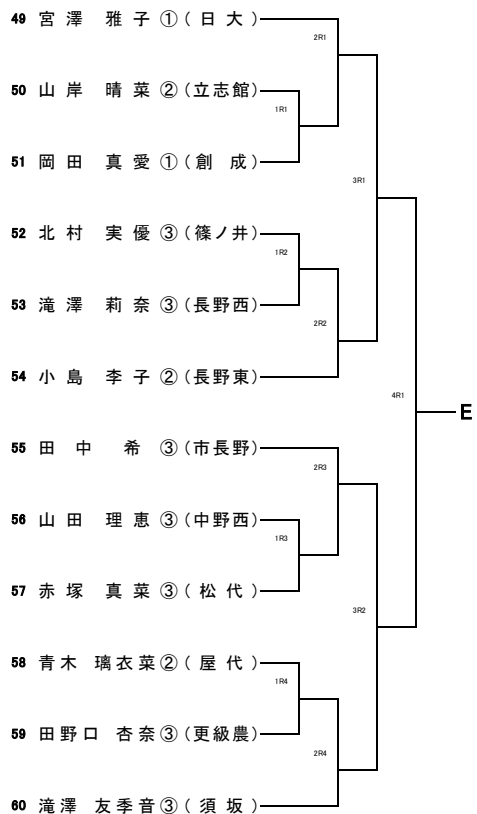 49 宮澤 雅子 ① (日大)
2R1
50 山岸 晴菜 ② (立志館)
1R1
51 岡田 真愛 ① (創成)
3R1
52 北村 実優 ③ (篠ノ井)
1R2
53 滝澤 莉奈 ③ (長野西)
2R2
54 小島 李子 ② (長野東)
4R1
E
55 田中 希 ③ (市長野)
2R3
56 山田 理恵 ③ (中野西)
1R3
57 赤塚 真菜 ③ (松代)
3R2
58 青木 璃衣菜 ② (屋代)
1R4
59 田野口 杏奈 ③ (更級農)
2R4
60 滝澤 友季音 ③ (須坂)